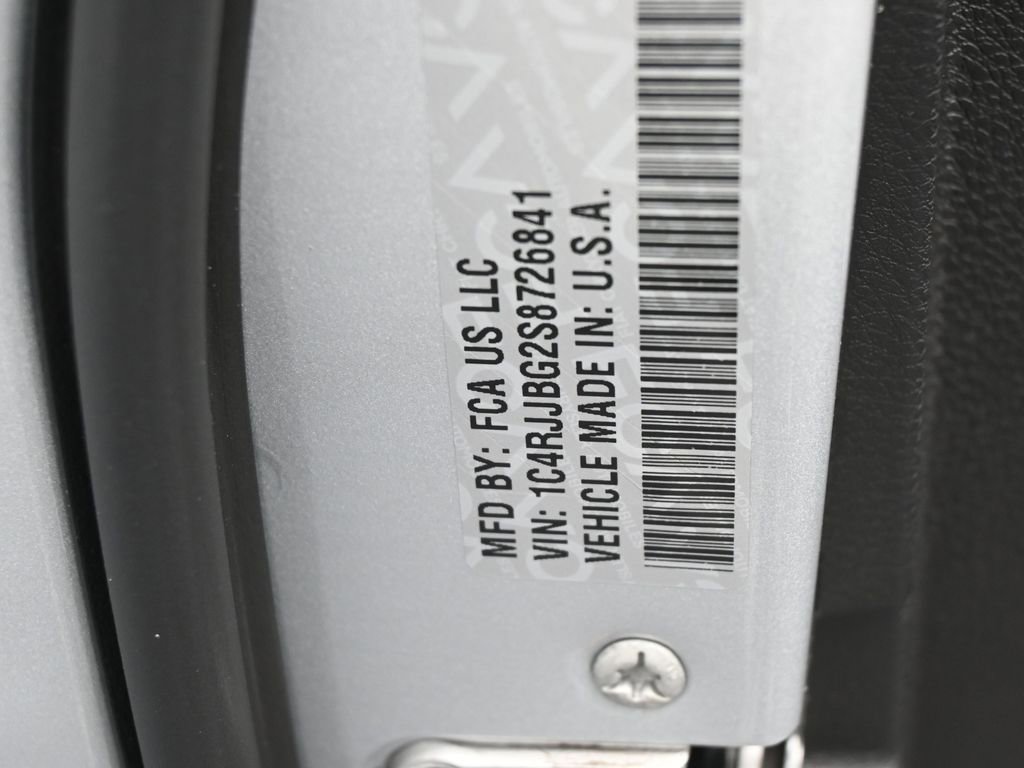 MFD BY: FCA US LLC
VIN: 1C4RJJBG2S8726841
VEHICLE MADE IN: U.S.A.